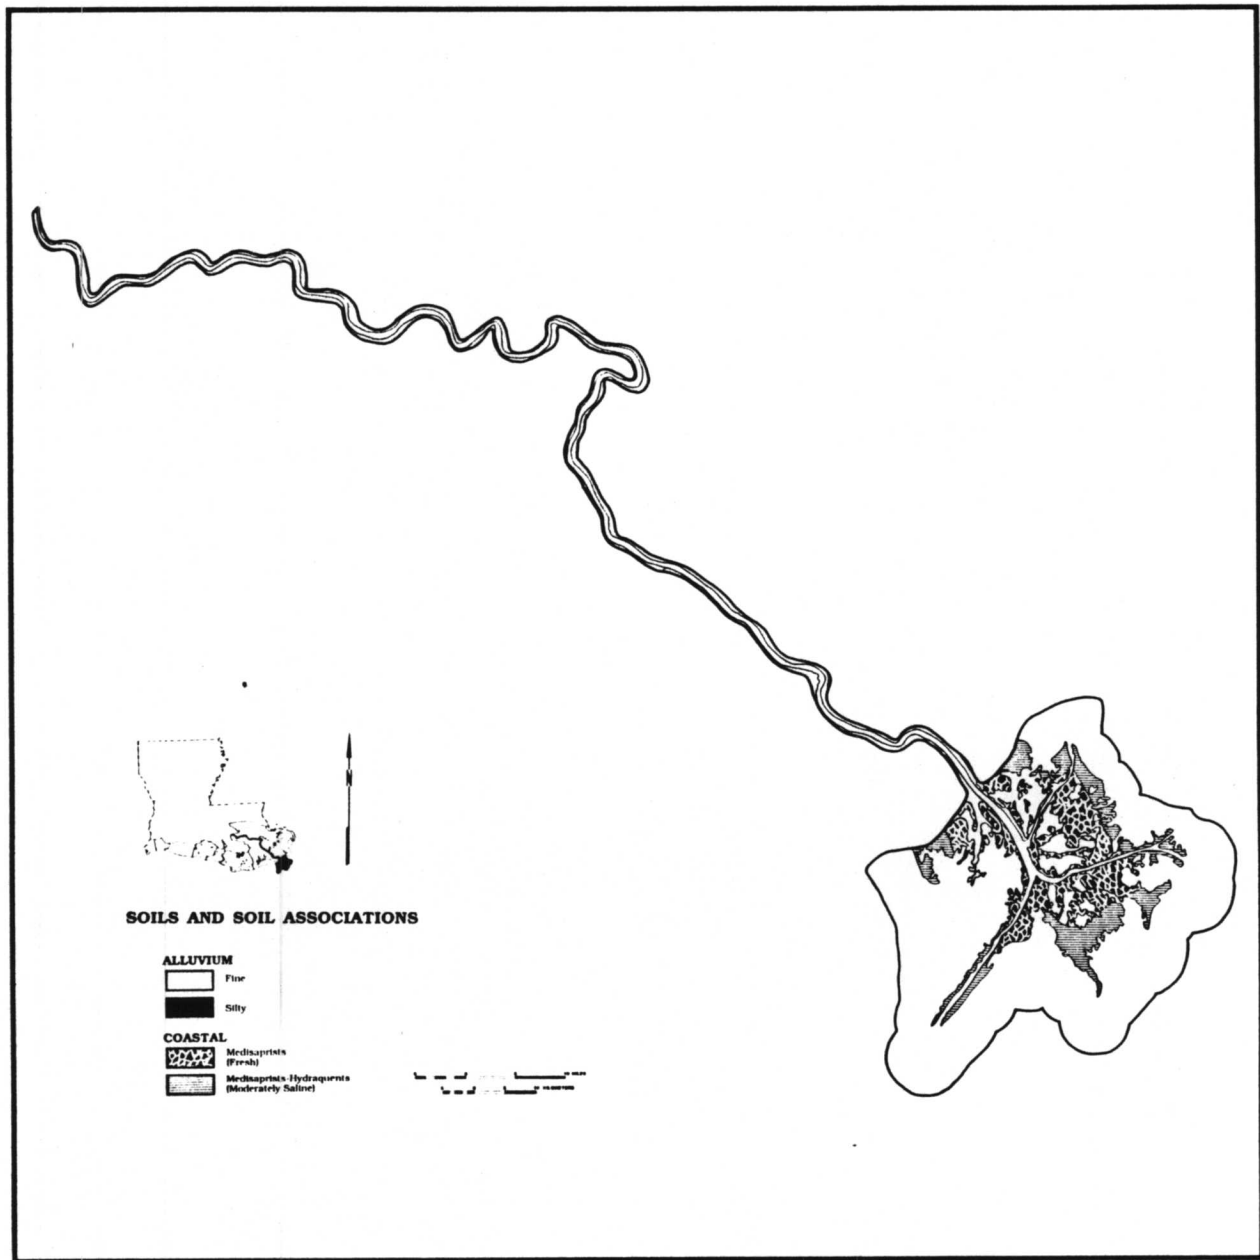 N
SOILS AND SOIL ASSOCIATIONS
ALLUVIUM
Fine
Silty
COASTAL
Medisaprists
(Fresh)
Medisaprists-Hydraquents
(Moderately Saline)